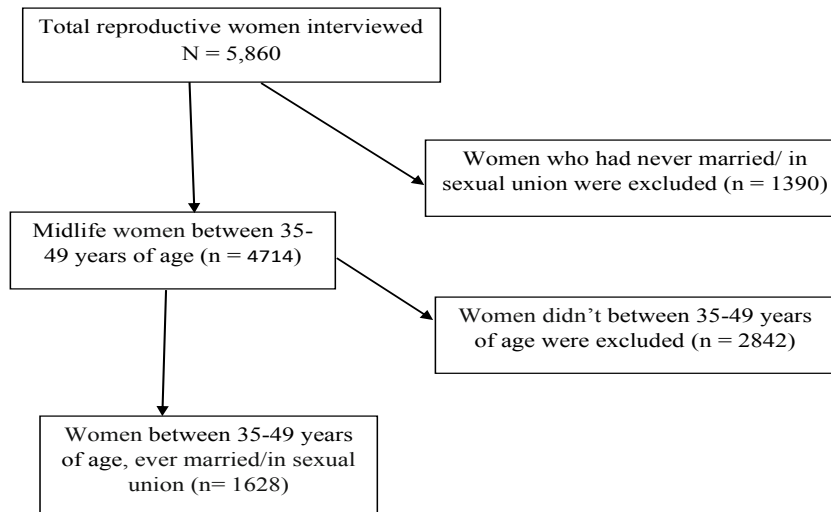 Total reproductive women interviewed
N = 5,860
Women who had never married/ in
sexual union were excluded (n = 1390)
Midlife women between 35-
49 years of age (n = 4714)
Women didn’t between 35-49 years
of age were excluded (n = 2842)
Women between 35-49 years
of age, ever married/in sexual
union (n= 1628)